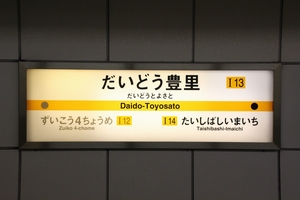 だいどう豊里 I13
だいどうとよさと
Daido-Toyosato
ずいこう4ちょうめ I12 I14 たいしばしいまいち
Zuiko 4-chome Taishibashi-Imaichi